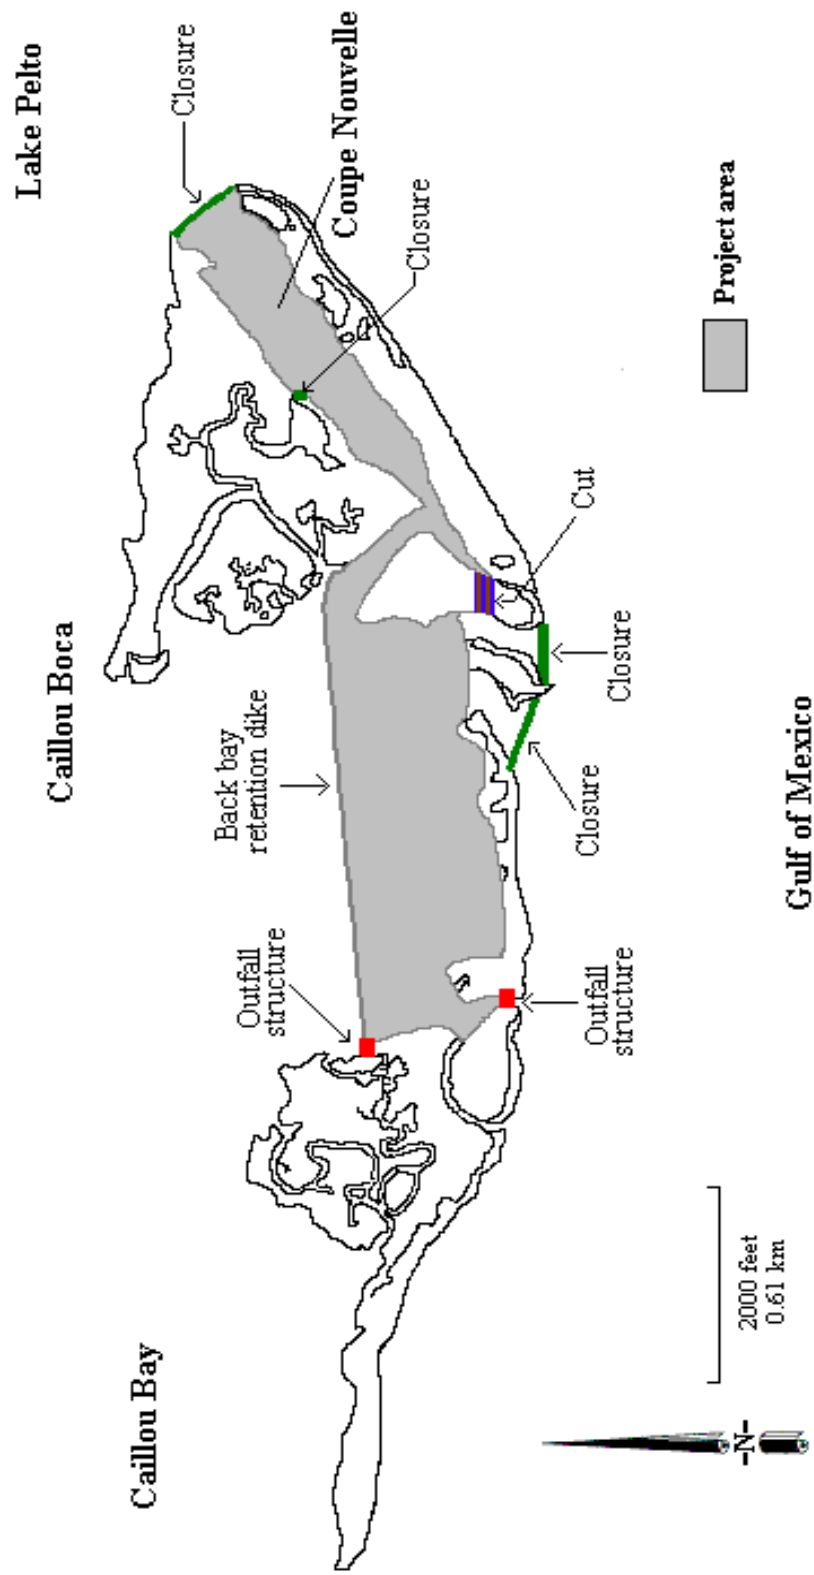 Caillou Bay
Caillou Boca
Lake Pelto
Closure
Coupe Nouvelle
Closure
Back bay
retention dike
Outfall
structure
Cut
Closure
Closure
Outfall
structure
Project area
2000 feet
0.61 km
-N-
Gulf of Mexico